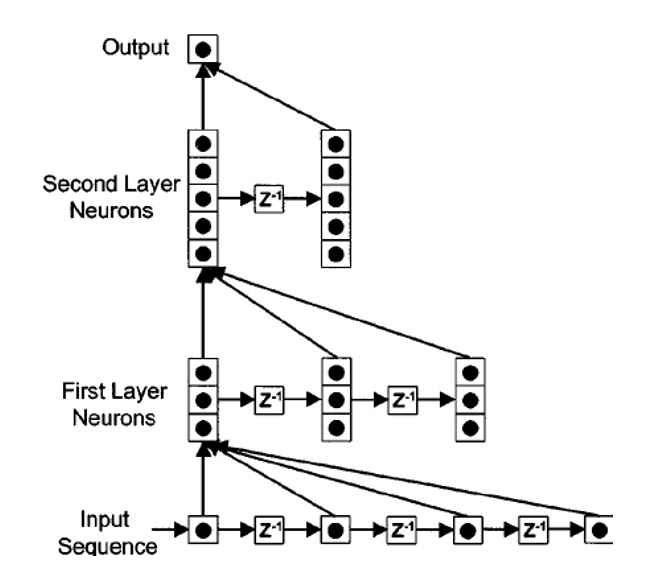 Output
Second Layer
Neurons
Z-1
First Layer
Neurons
Z-1
Z-1
Input
Sequence
Z-1
Z-1
Z-1